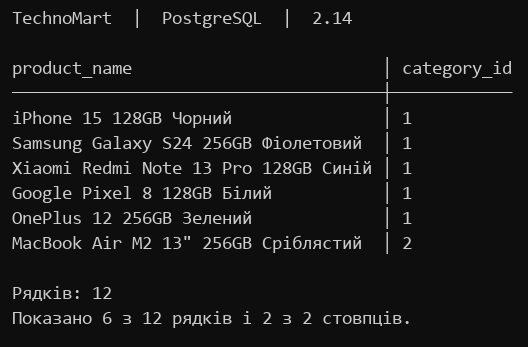 TechnoMart | PostgreSQL | 2.14
product_name | category_id
iPhone 15 128GB Чорний | 1
Samsung Galaxy S24 256GB Фіолетовий | 1
Xiaomi Redmi Note 13 Pro 128GB Синій | 1
Google Pixel 8 128GB Білий | 1
OnePlus 12 256GB Зелений | 1
MacBook Air M2 13" 256GB Сріблястий | 2
Рядків: 12
Показано 6 з 12 рядків і 2 з 2 стовпців.